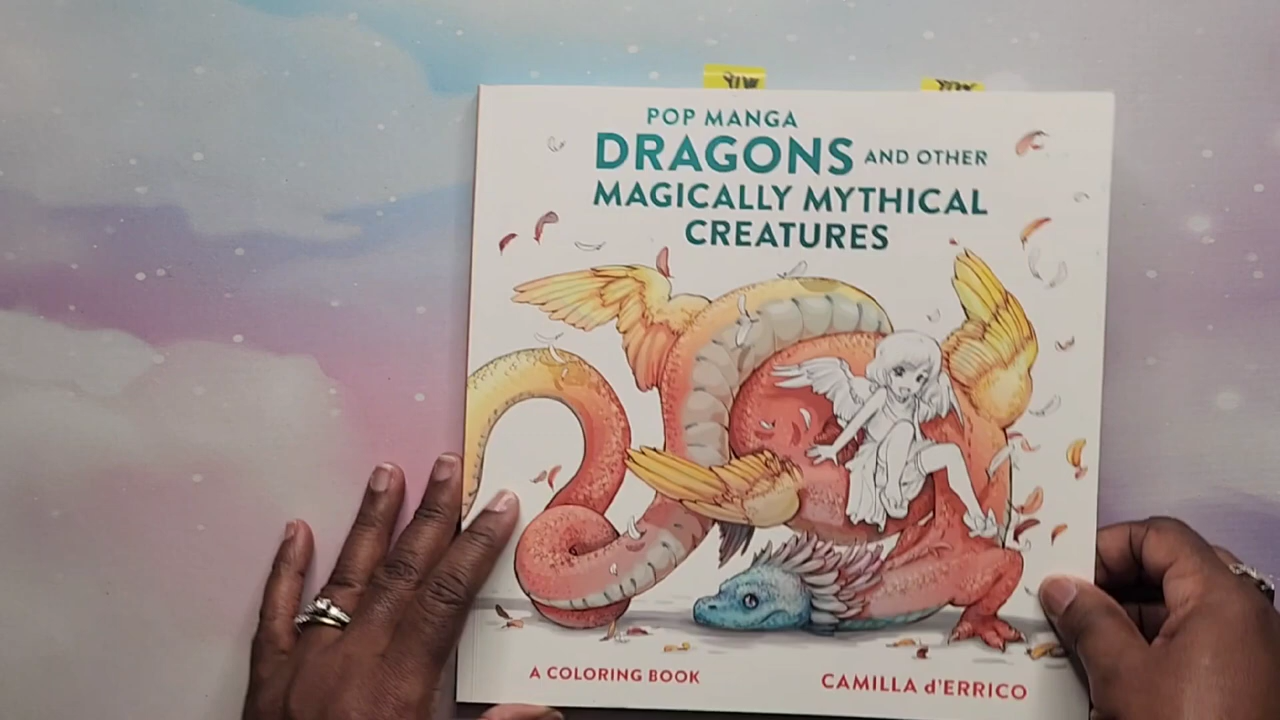 POP MANGA
DRAGONS AND OTHER
MAGICALLY MYTHICAL
CREATURES
A COLORING BOOK
CAMILLA d'ERRICO